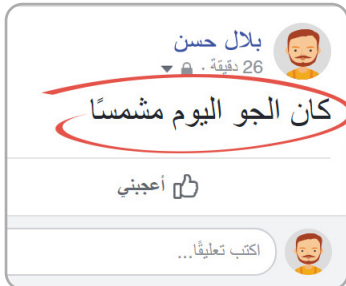 بلال حسن
26 دقيقة .
كان الجو اليوم مشمسًا
أعجبني
اكتب تعليقًا...